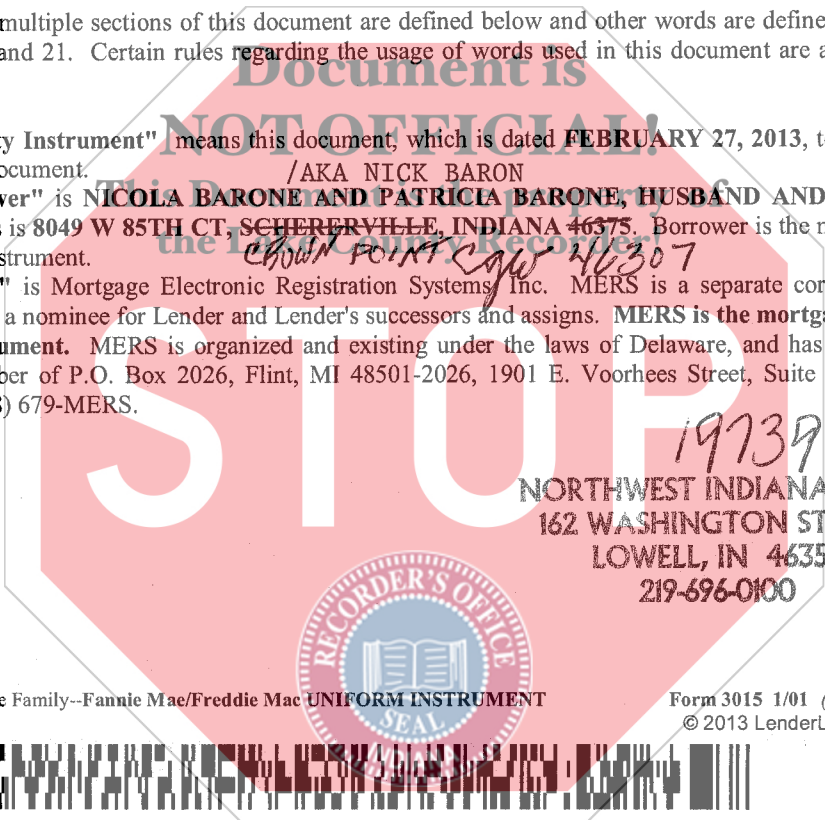 multiple sections of this document are defined below and other words are define
and 21. Certain rules regarding the usage of words used in this document are a
Document is
NOT OFFICIAL!
This Document is the property of
the Lake County Recorder!
y Instrument" means this document, which is dated FEBRUARY 27, 2013, t
ocument.
/AKA NICK BARON
er" is NICOLA BARONE AND PATRICIA BARONE, HUSBAND AND
s is 8049 W 85TH CT, SCHERERVILLE, INDIANA 46375. Borrower is the m
strument.
CROWN POINT CGW 46307
" is Mortgage Electronic Registration Systems, Inc. MERS is a separate cor
a nominee for Lender and Lender's successors and assigns. MERS is the mortga
ument. MERS is organized and existing under the laws of Delaware, and has
ber of P.O. Box 2026, Flint, MI 48501-2026, 1901 E. Voorhees Street, Suite
) 679-MERS.
STOP
19739
NORTHWEST INDIANA
162 WASHINGTON ST
LOWELL, IN 4635
219-696-0100
RECORDER'S OFFICE
SEAL
INDIANA
e Family--Fannie Mae/Freddie Mac UNIFORM INSTRUMENT
Form 3015 1/01
© 2013 LenderL